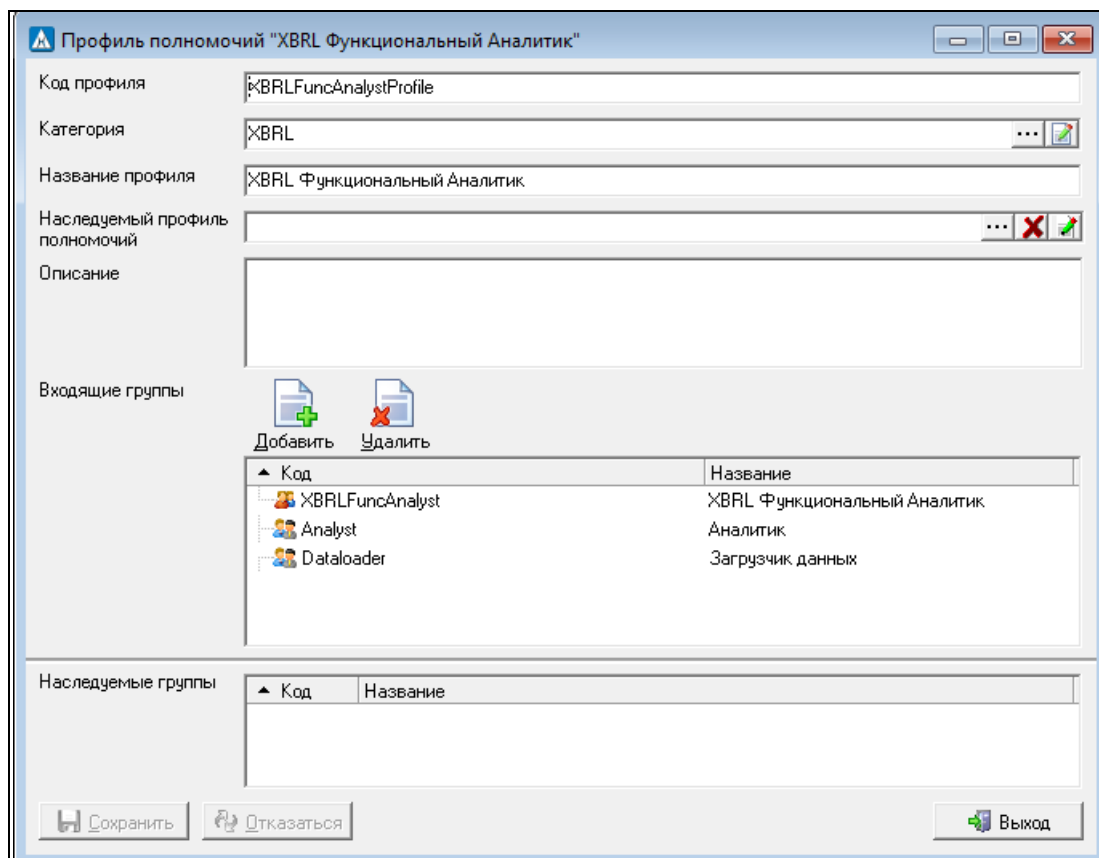 Профиль полномочий "XBRL Функциональный Аналитик"
Код профиля
XBRLFuncAnalystProfile
Категория
XBRL
...
Название профиля
XBRL Функциональный Аналитик
Наследуемый профиль
полномочий
...
Описание
Входящие группы
Добавить Удалить
Код Название
XBRLFuncAnalyst XBRL Функциональный Аналитик
Analyst Аналитик
Dataloader Загрузчик данных
Наследуемые группы
Код Название
Сохранить Отказаться Выход